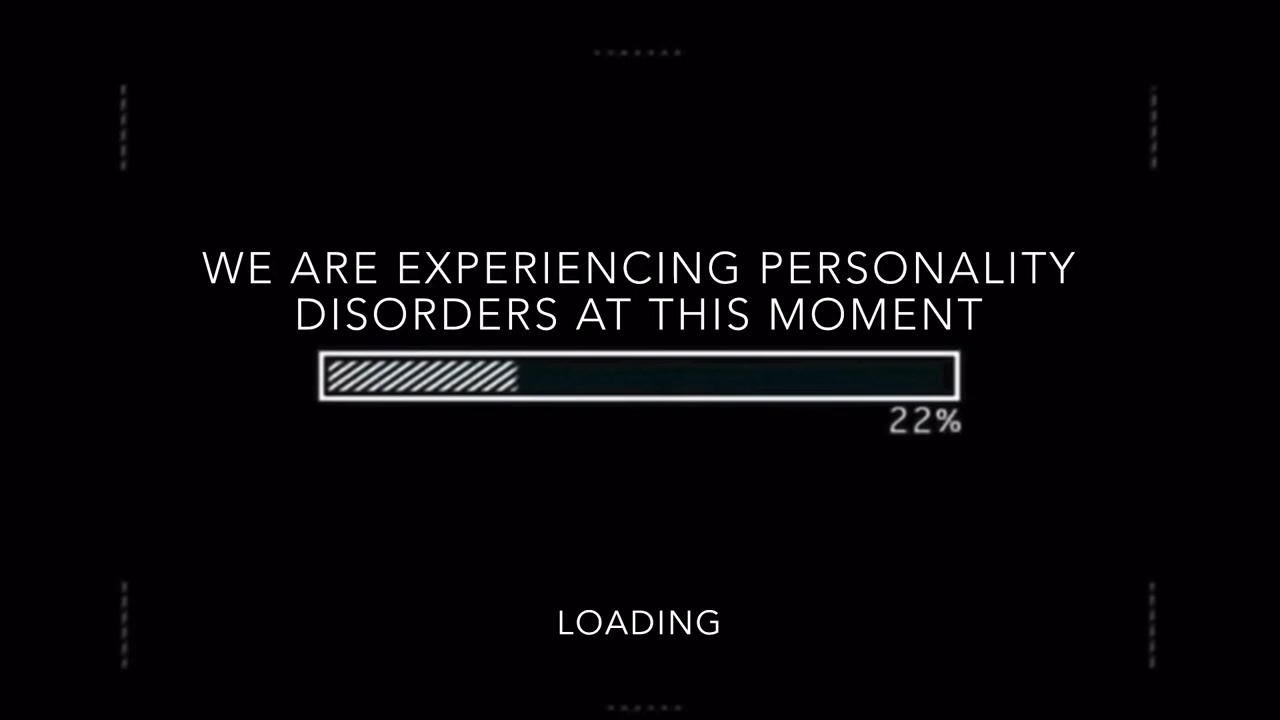 WE ARE EXPERIENCING PERSONALITY
DISORDERS AT THIS MOMENT
22%
LOADING